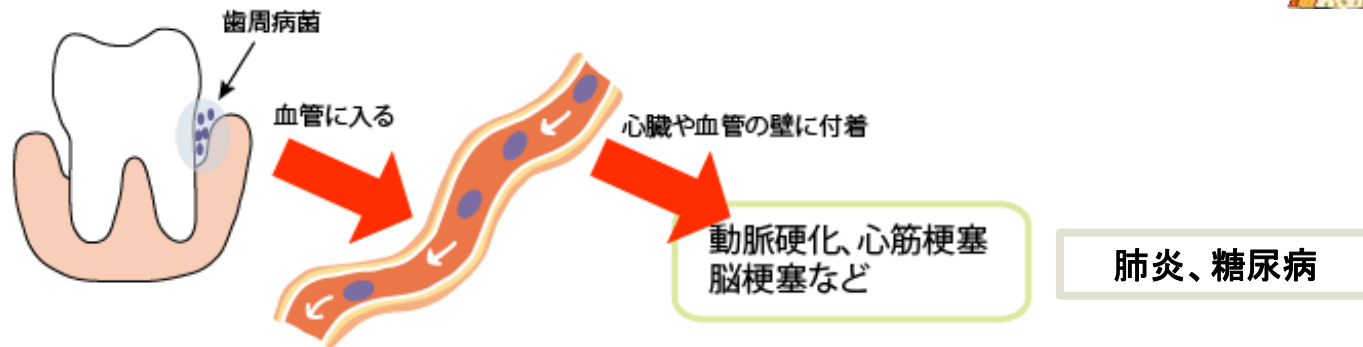 歯周病菌
血管に入る
心臓や血管の壁に付着
動脈硬化、心筋梗塞
脳梗塞など
肺炎、糖尿病